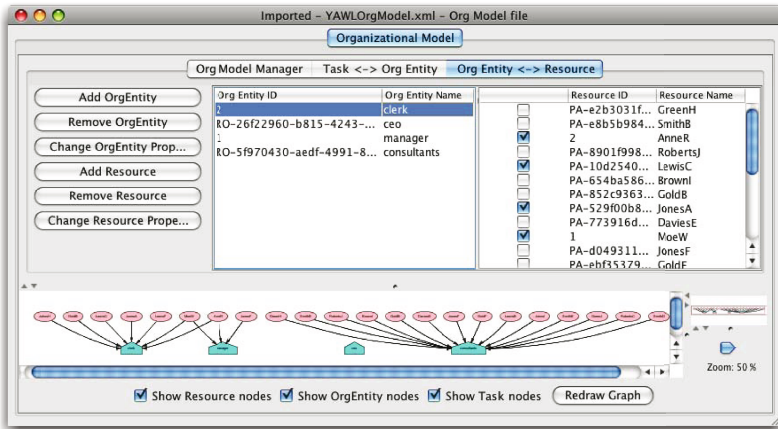 Imported - YAWLOrgModel.xml - Org Model file
Organizational Model
Org Model Manager Task <-> Org Entity Org Entity <-> Resource
Add OrgEntity
Remove OrgEntity
Change OrgEntity Prop...
Add Resource
Remove Resource
Change Resource Prope...
Org Entity ID Org Entity Name
2 clerk
RO-26f22960-b815-4243-... ceo
1 manager
RO-5f970430-aedf-4991-8... consultants
Resource ID Resource Name
PA-e2b3031f... GreenH
PA-e8b5b984... SmithB
2 AnneR
PA-8901f998... RobertsJ
PA-10d2540... LewisC
PA-654ba586... BrownI
PA-852c9363... GoldB
PA-529f00b8... JonesA
PA-773916d... DaviesE
1 MoeW
PA-d049311... JonesF
PA-ebf35379... GoldF
Zoom: 50 %
Show Resource nodes Show OrgEntity nodes Show Task nodes Redraw Graph